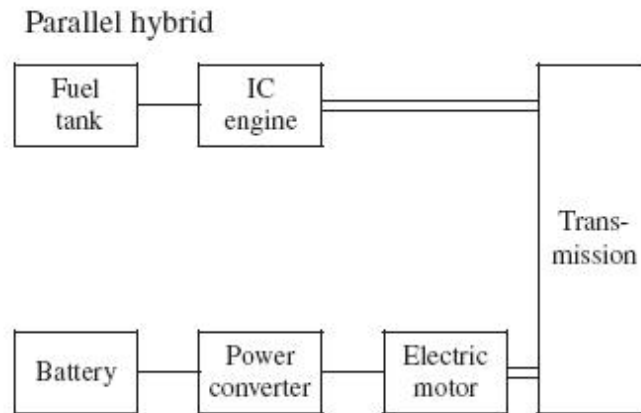 Parallel hybrid
Fuel
tank
IC
engine
Trans-
mission
Battery
Power
converter
Electric
motor